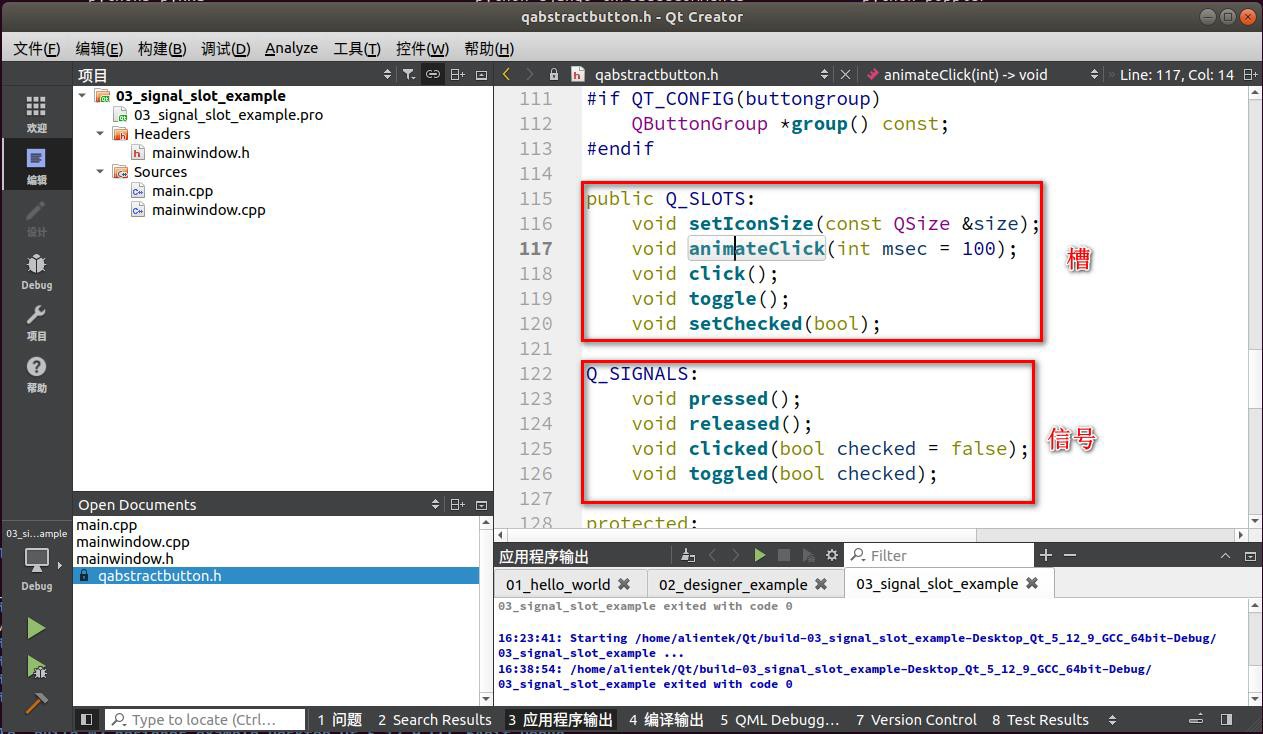 qabstractbutton.h - Qt Creator
文件(F) 编辑(E) 构建(B) 调试(D) Analyze 工具(T) 控件(W) 帮助(H)
项目
qabstractbutton.h
animateClick(int) -> void
Line: 117, Col: 14
欢迎
编辑
设计
Debug
项目
帮助
03_si...ample
Debug
03_signal_slot_example
03_signal_slot_example.pro
Headers
mainwindow.h
Sources
main.cpp
mainwindow.cpp
111 #if QT_CONFIG(buttongroup)
112 QButtonGroup *group() const;
113 #endif
114
115 public Q_SLOTS:
116 void setIconSize(const QSize &size);
117 void animateClick(int msec = 100);
118 void click();
119 void toggle();
120 void setChecked(bool);
121
122 Q_SIGNALS:
123 void pressed();
124 void released();
125 void clicked(bool checked = false);
126 void toggled(bool checked);
127
128 protected:
槽
信号
Open Documents
main.cpp
mainwindow.cpp
mainwindow.h
qabstractbutton.h
应用程序输出
Filter
01_hello_world
02_designer_example
03_signal_slot_example
03_signal_slot_example exited with code 0
16:23:41: Starting /home/alientek/Qt/build-03_signal_slot_example-Desktop_Qt_5_12_9_GCC_64bit-Debug/
03_signal_slot_example ...
16:38:54: /home/alientek/Qt/build-03_signal_slot_example-Desktop_Qt_5_12_9_GCC_64bit-Debug/
03_signal_slot_example exited with code 0
Type to locate (Ctrl...
1 问题 2 Search Results 3 应用程序输出 4 编译输出 5 QML Debugg... 7 Version Control 8 Test Results